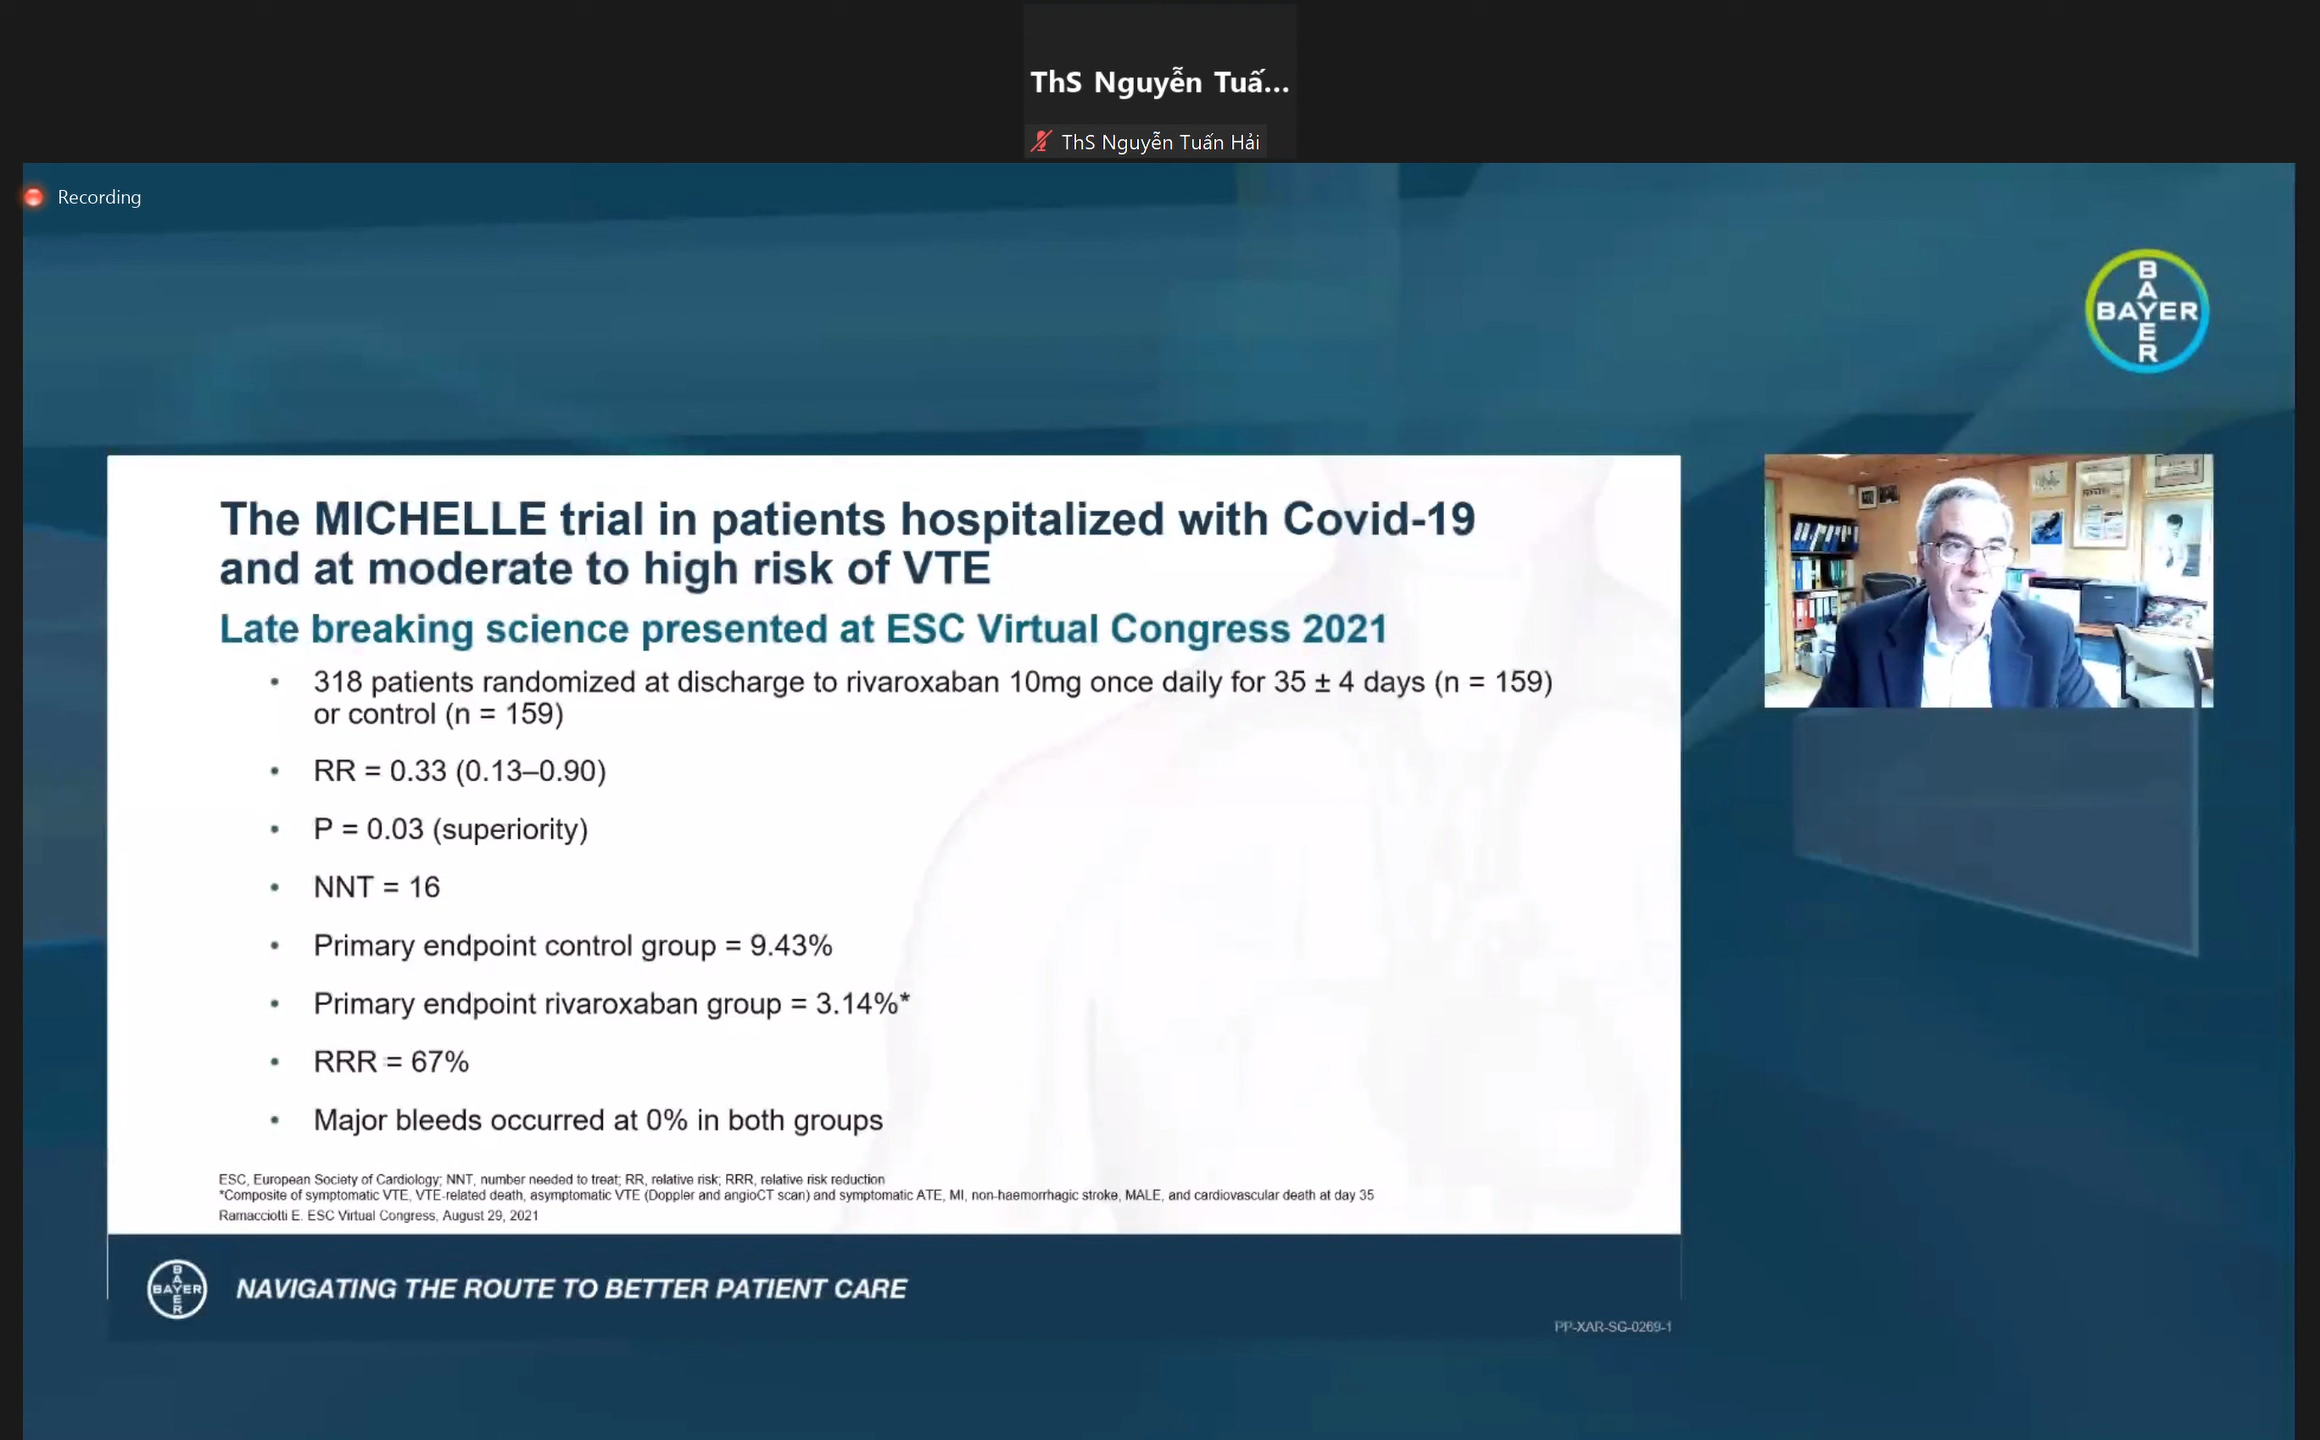 ThS Nguyễn Tuấ...
ThS Nguyễn Tuấn Hải
Recording
BAYER
BAYER
The MICHELLE trial in patients hospitalized with Covid-19
and at moderate to high risk of VTE
Late breaking science presented at ESC Virtual Congress 2021
• 318 patients randomized at discharge to rivaroxaban 10mg once daily for 35 ± 4 days (n = 159)
or control (n = 159)
• RR = 0.33 (0.13–0.90)
• P = 0.03 (superiority)
• NNT = 16
• Primary endpoint control group = 9.43%
• Primary endpoint rivaroxaban group = 3.14%*
• RRR = 67%
• Major bleeds occurred at 0% in both groups
ESC, European Society of Cardiology; NNT, number needed to treat; RR, relative risk; RRR, relative risk reduction
*Composite of symptomatic VTE, VTE-related death, asymptomatic VTE (Doppler and angioCT scan) and symptomatic ATE, MI, non-haemorrhagic stroke, MALE, and cardiovascular death at day 35
Ramacciotti E. ESC Virtual Congress, August 29, 2021
BAYER
BAYER
NAVIGATING THE ROUTE TO BETTER PATIENT CARE
PP-XAR-SG-0269-1